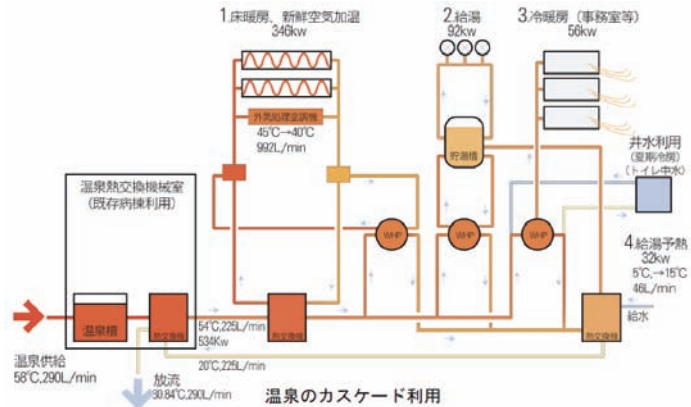 1.床暖房、新鮮空気加温
346kw
2.給湯
92kw
3.冷暖房（事務室等）
56kw
外気処理空調機
45℃→40℃
992L/min
貯湯槽
井水利用
(夏期冷房)
(トイレ中水)
温泉熱交換機械室
(既存病棟利用)
WHP
WHP
WHP
4.給湯予熱
32kw
5℃,→15℃
46L/min
給水
温泉槽
熱交換機
54℃,225L/min
534Kw
熱交換機
熱交換機
20℃,225L/min
温泉供給
58℃,290L/min
放流
30.84℃,290L/min
温泉のカスケード利用